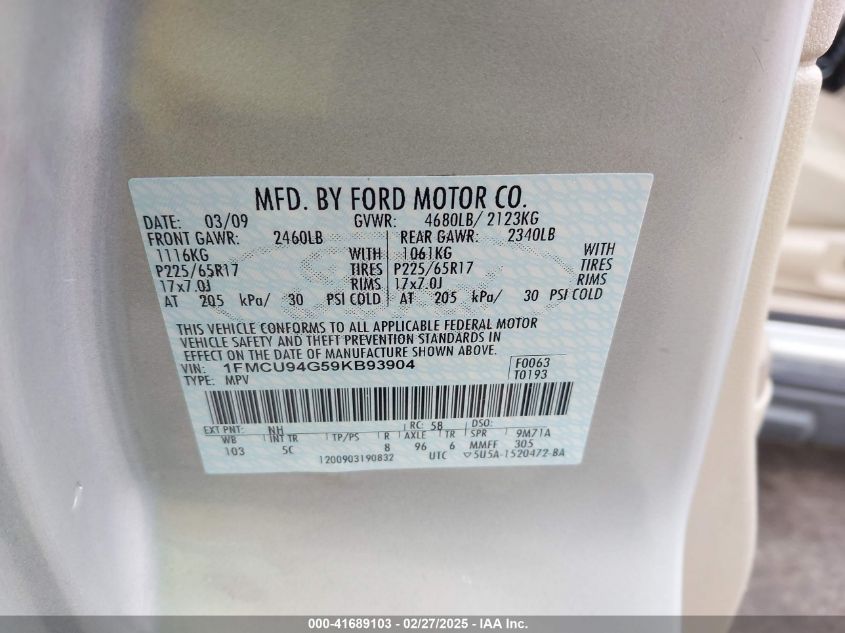 MFD. BY FORD MOTOR CO.
DATE: 03/09 GVWR: 4680LB/ 2123KG
FRONT GAWR: 2460LB REAR GAWR: 2340LB
1116KG WITH 1061KG WITH
P225/65R17 TIRES P225/65R17 TIRES
17x7.0J RIMS 17x7.0J RIMS
AT 205 kPa/ 30 PSI COLD AT 205 kPa/ 30 PSI COLD
THIS VEHICLE CONFORMS TO ALL APPLICABLE FEDERAL MOTOR
VEHICLE SAFETY AND THEFT PREVENTION STANDARDS IN
EFFECT ON THE DATE OF MANUFACTURE SHOWN ABOVE.
VIN: 1FMCU94G59KB93904 F0063
TYPE: MPV T0193
EXT PNT: NH RC: 58 DSO:
WB INT TR TP/PS R AXLE TR SPR 9M71A
103 5C 8 96 6 MMFF 305
1200903190832 UTC ▽5U5A-1520472-BA
000-41689103 - 02/27/2025 - IAA Inc.